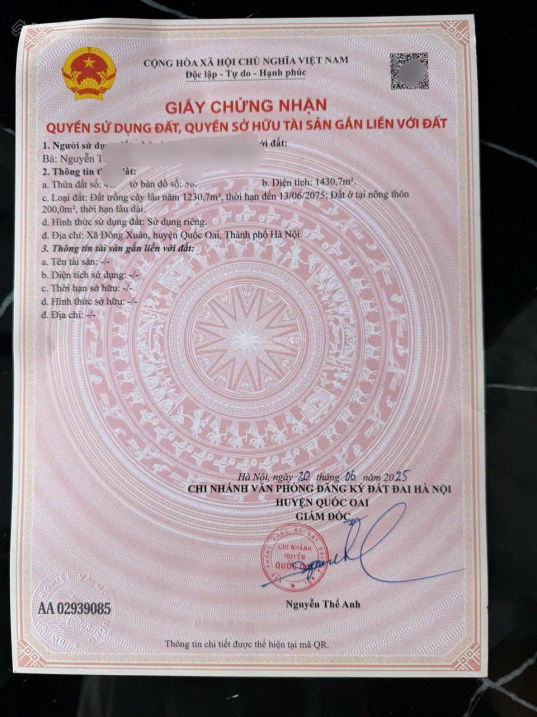 CỘNG HÒA XÃ HỘI CHỦ NGHĨA VIỆT NAM
Độc lập - Tự do - Hạnh phúc
GIẤY CHỨNG NHẬN
QUYỀN SỬ DỤNG ĐẤT, QUYỀN SỞ HỮU TÀI SẢN GẮN LIỀN VỚI ĐẤT
1. Người sử dụ với đất:
Bà: Nguyễn T
2. Thông tin t đất:
a. Thửa đất số: tờ bản đồ số: b. Diện tích: 1430,7m².
c. Loại đất: Đất trồng cây lâu năm 1230,7m², thời hạn đến 13/06/2075; Đất ở tại nông thôn
200,0m², thời hạn lâu dài.
d. Hình thức sử dụng đất: Sử dụng riêng.
đ. Địa chỉ: Xã Đông Xuân, huyện Quốc Oai, Thành phố Hà Nội.
3. Thông tin tài sản gắn liền với đất:
a. Tên tài sản: -/-
b. Diện tích sử dụng: -/-
c. Thời hạn sở hữu: -/-
d. Hình thức sở hữu: -/-
đ. Địa chỉ: -/-
Hà Nội, ngày 20 tháng 06 năm 2025
CHI NHÁNH VĂN PHÒNG ĐĂNG KÝ ĐẤT ĐAI HÀ NỘI
HUYỆN QUỐC OAI
GIÁM ĐỐC
CHI NHÁNH
HUYỆN
QUỐC OAI
Nguyễn Thế Anh
AA 02939085
Thông tin chi tiết được thể hiện tại mã QR.